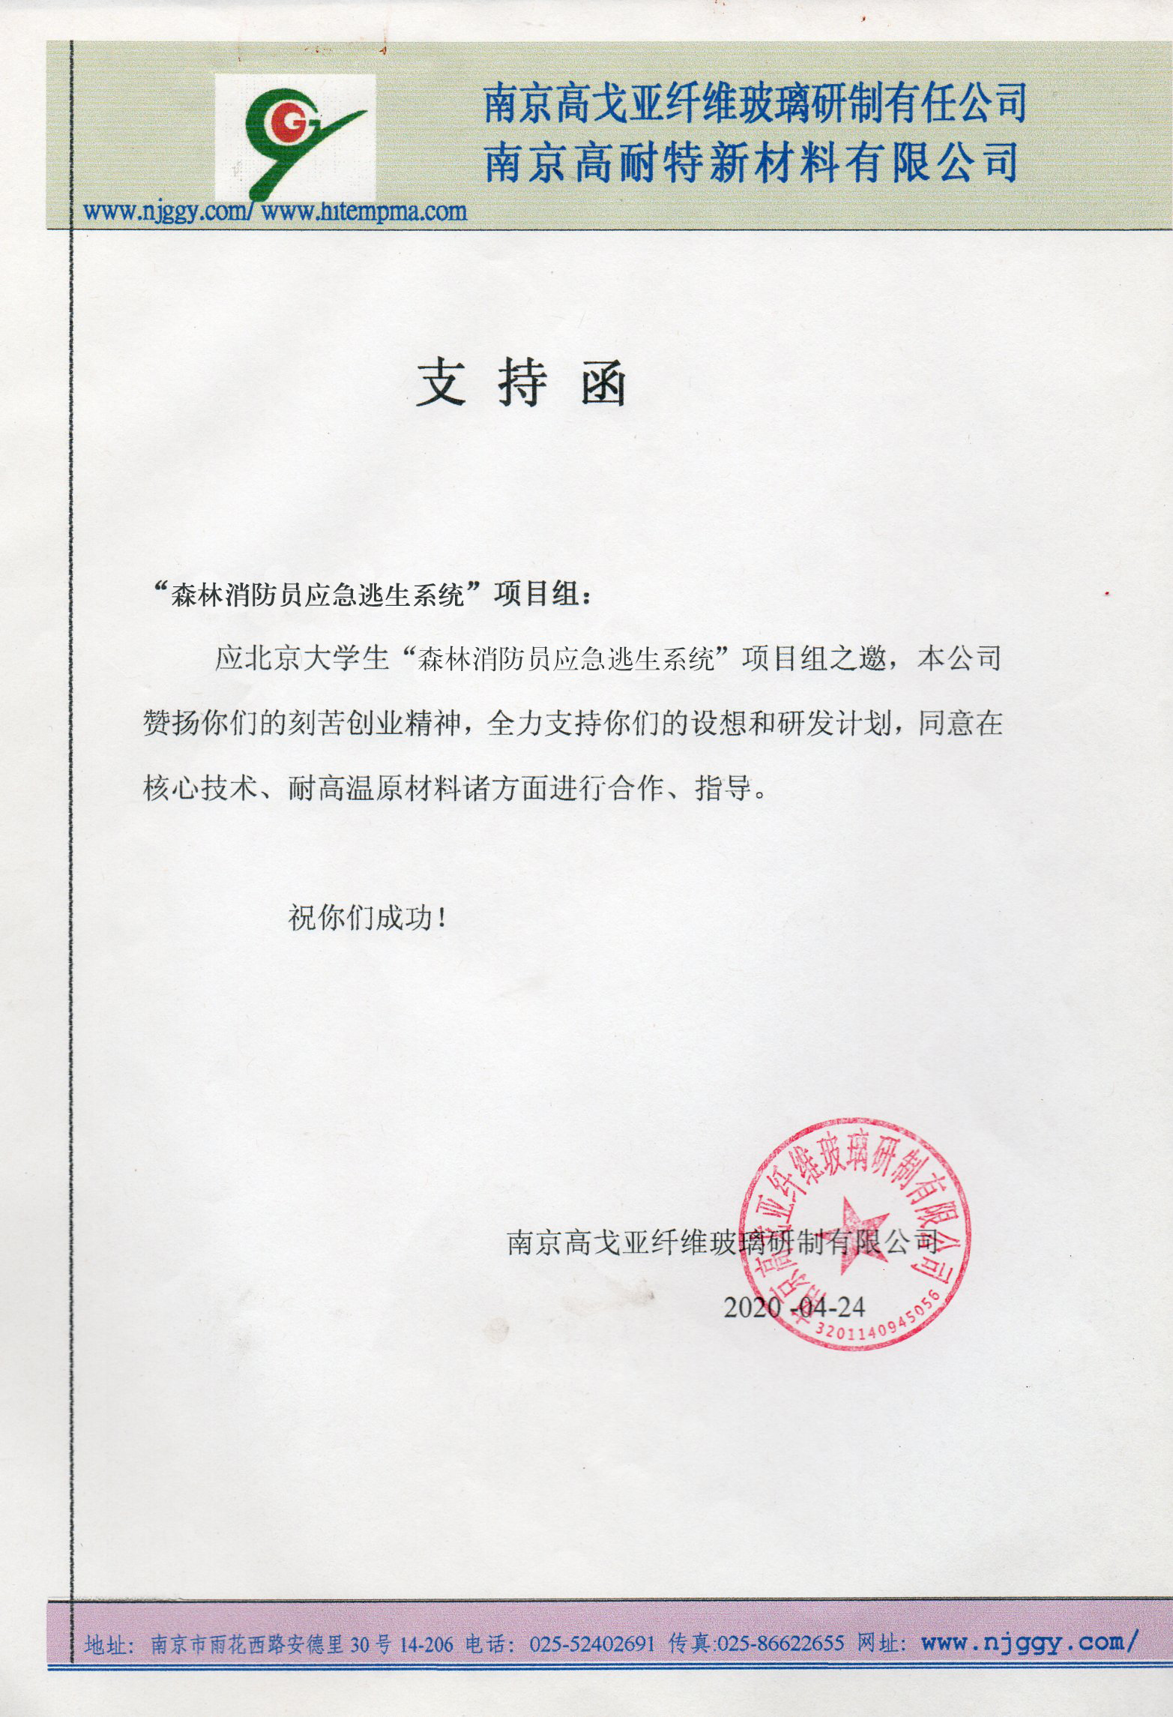 南京高戈亚纤维玻璃研制有任公司
南京高耐特新材料有限公司
www.njggy.com/ www.hitempma.com
支持函
“森林消防员应急逃生系统”项目组：
应北京大学生“森林消防员应急逃生系统”项目组之邀，本公司
赞扬你们的刻苦创业精神，全力支持你们的设想和研发计划，同意在
核心技术、耐高温原材料诸方面进行合作、指导。
祝你们成功！
南京高戈亚纤维玻璃研制有限公司
2020 -04-24
南京高戈亚纤维玻璃研制有限公司
3201140945056
地址：南京市雨花西路安德里 30 号 14-206 电话：025-52402691 传真:025-86622655 网址：www.njggy.com/